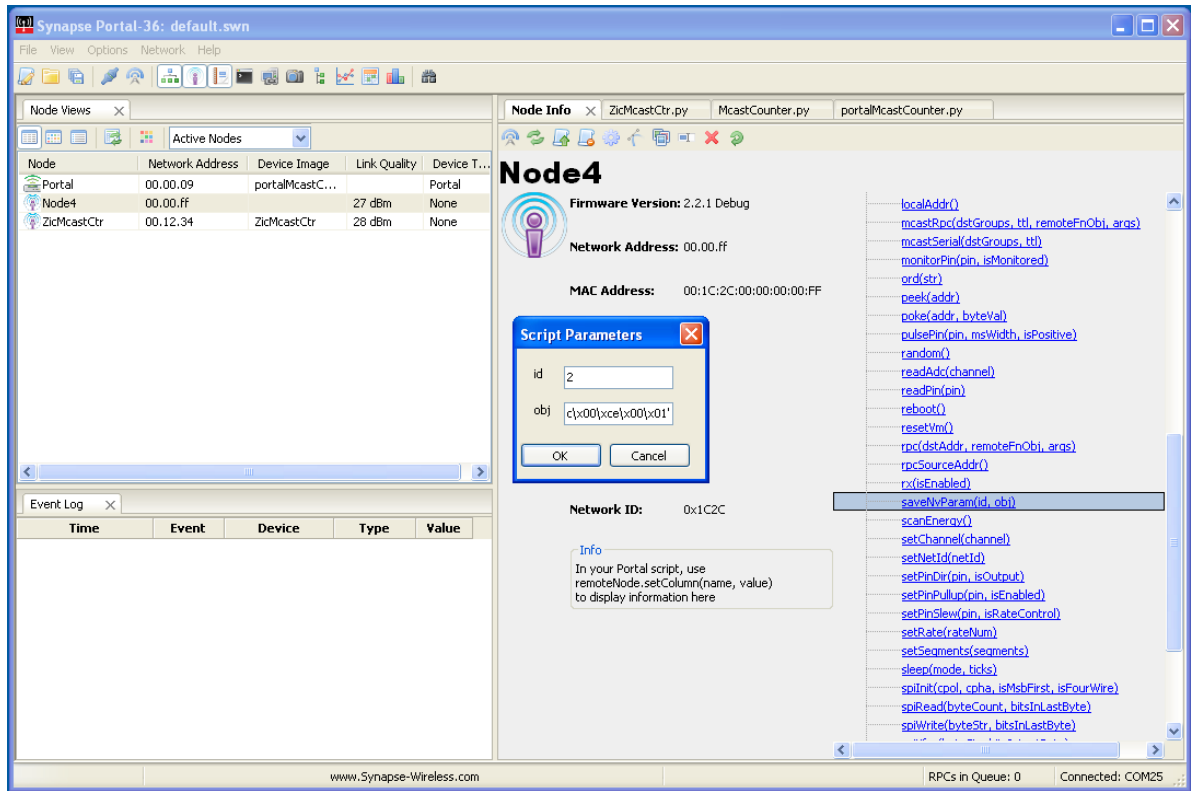 Synapse Portal-36: default.swn
File View Options Network Help
Node Views
Active Nodes
Node Network Address Device Image Link Quality Device T...
Portal 00.00.09 portalMcastC... Portal
Node4 00.00.ff 27 dBm None
ZicMcastCtr 00.12.34 ZicMcastCtr 28 dBm None
Event Log
Time Event Device Type Value
Node Info ZicMcastCtr.py McastCounter.py portalMcastCounter.py
Node4
Firmware Version: 2.2.1 Debug
Network Address: 00.00.ff
MAC Address: 00:1C:2C:00:00:00:00:FF
Script Parameters
id 2
obj c\x00\xce\x00\x01'
OK Cancel
Network ID: 0x1C2C
Info
In your Portal script, use
remoteNode.setColumn(name, value)
to display information here
localAddr()
mcastRpc(dstGroups, ttl, remoteFnObj, args)
mcastSerial(dstGroups, ttl)
monitorPin(pin, isMonitored)
ord(str)
peek(addr)
poke(addr, byteVal)
pulsePin(pin, msWidth, isPositive)
random()
readAdc(channel)
readPin(pin)
reboot()
resetVm()
rpc(dstAddr, remoteFnObj, args)
rpcSourceAddr()
rx(isEnabled)
saveNvParam(id, obj)
scanEnergy()
setChannel(channel)
setNetId(netId)
setPinDir(pin, isOutput)
setPinPullup(pin, isEnabled)
setPinSlew(pin, isRateControl)
setRate(rateNum)
setSegments(segments)
sleep(mode, ticks)
spiInit(cpol, cpha, isMsbFirst, isFourWire)
spiRead(byteCount, bitsInLastByte)
spiWrite(byteStr, bitsInLastByte)
www.Synapse-Wireless.com RPCs in Queue: 0 Connected: COM25